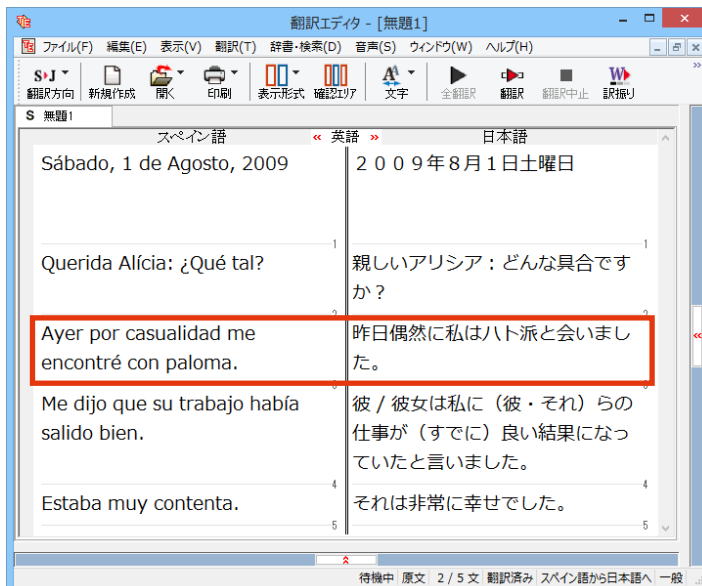 翻訳エディタ - [無題1]
ファイル(F) 編集(E) 表示(V) 翻訳(T) 辞書・検索(D) 音声(S) ウィンドウ(W) ヘルプ(H)
S›J
翻訳方向 新規作成 開く 印刷 表示形式 確認エリア 文字 全翻訳 翻訳 翻訳中止 訳振り
S 無題1
スペイン語 « 英語 » 日本語
Sábado, 1 de Agosto, 2009
2009年8月1日土曜日
1 1
Querida Alícia: ¿Qué tal?
親しいアリシア:どんな具合です
か?
2 2
Ayer por casualidad me
encontré con paloma.
昨日偶然に私はハト派と会いまし
た。
3 3
Me dijo que su trabajo había
salido bien.
彼 / 彼女は私に(彼・それ)らの
仕事が(すでに)良い結果になっ
ていたと言いました。
4 4
Estaba muy contenta.
それは非常に幸せでした。
5 5
待機中 原文 2 / 5 文 翻訳済み スペイン語から日本語へ 一般